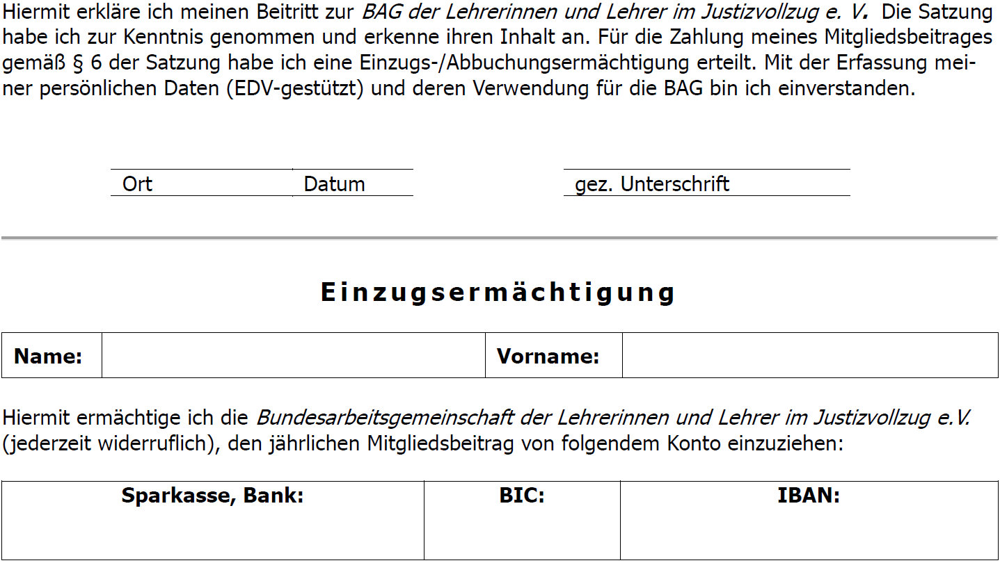 Hiermit erkläre ich meinen Beitritt zur BAG der Lehrerinnen und Lehrer im Justizvollzug e. V. Die Satzung
habe ich zur Kenntnis genommen und erkenne ihren Inhalt an. Für die Zahlung meines Mitgliedsbeitrages
gemäß § 6 der Satzung habe ich eine Einzugs-/Abbuchungsermächtigung erteilt. Mit der Erfassung mei-
ner persönlichen Daten (EDV-gestützt) und deren Verwendung für die BAG bin ich einverstanden.
Ort Datum gez. Unterschrift
Einzugsermächtigung
Name: Vorname:
Hiermit ermächtige ich die Bundesarbeitsgemeinschaft der Lehrerinnen und Lehrer im Justizvollzug e.V.
(jederzeit widerruflich), den jährlichen Mitgliedsbeitrag von folgendem Konto einzuziehen:
Sparkasse, Bank: BIC: IBAN: